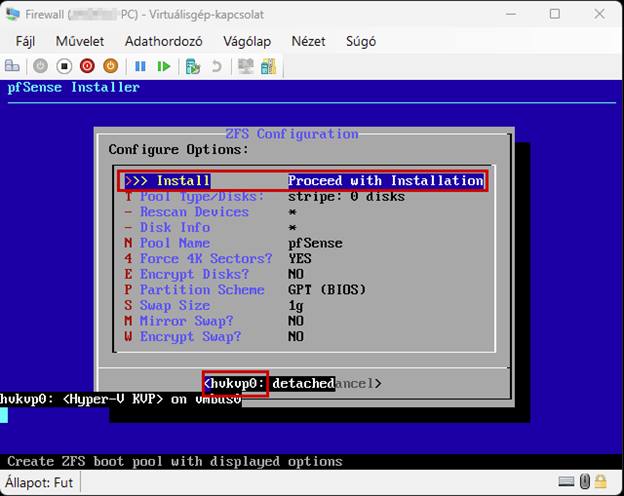 Firewall ( PC) - Virtuálisgép-kapcsolat
Fájl Művelet Adathordozó Vágólap Nézet Súgó
pfSense Installer
ZFS Configuration
Configure Options:
>>> Install Proceed with Installation
T Pool Type/Disks: stripe: 0 disks
- Rescan Devices *
- Disk Info *
N Pool Name pfSense
4 Force 4K Sectors? YES
E Encrypt Disks? NO
P Partition Scheme GPT (BIOS)
S Swap Size 1g
M Mirror Swap? NO
W Encrypt Swap? NO
<hvkvp0: detachedancel>
hvkvp0: <Hyper-V KVP> on vmbus0
Create ZFS boot pool with displayed options
Állapot: Fut